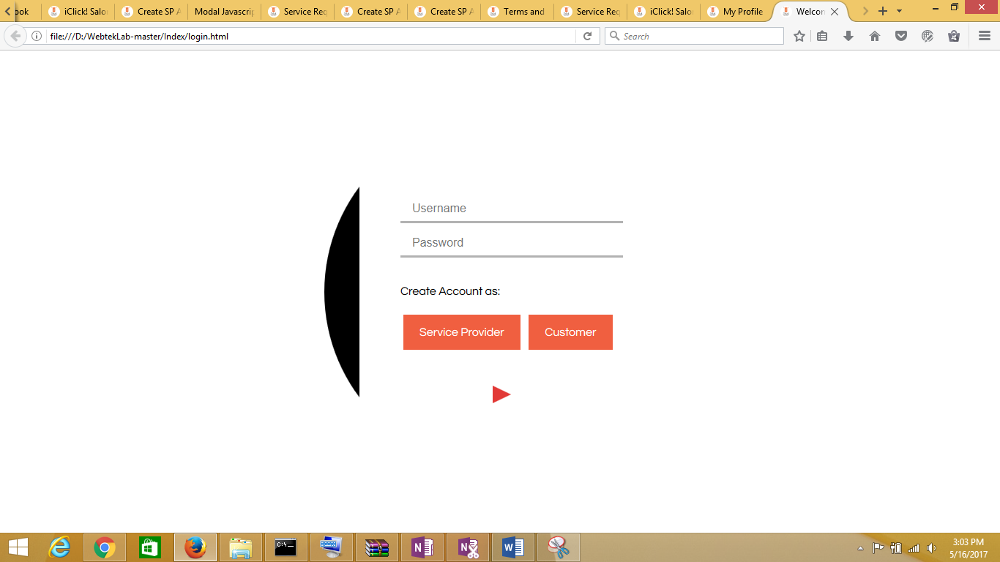 ook
iClick! Salo
Create SP A
Modal Javascrip
Service Req
Create SP A
Create SP A
Terms and
Service Req
iClick! Salo
My Profile
Welcon
file:///D:/WebtekLab-master/Index/login.html
Search
Username
Password
Create Account as:
Service Provider
Customer
3:03 PM
5/16/2017